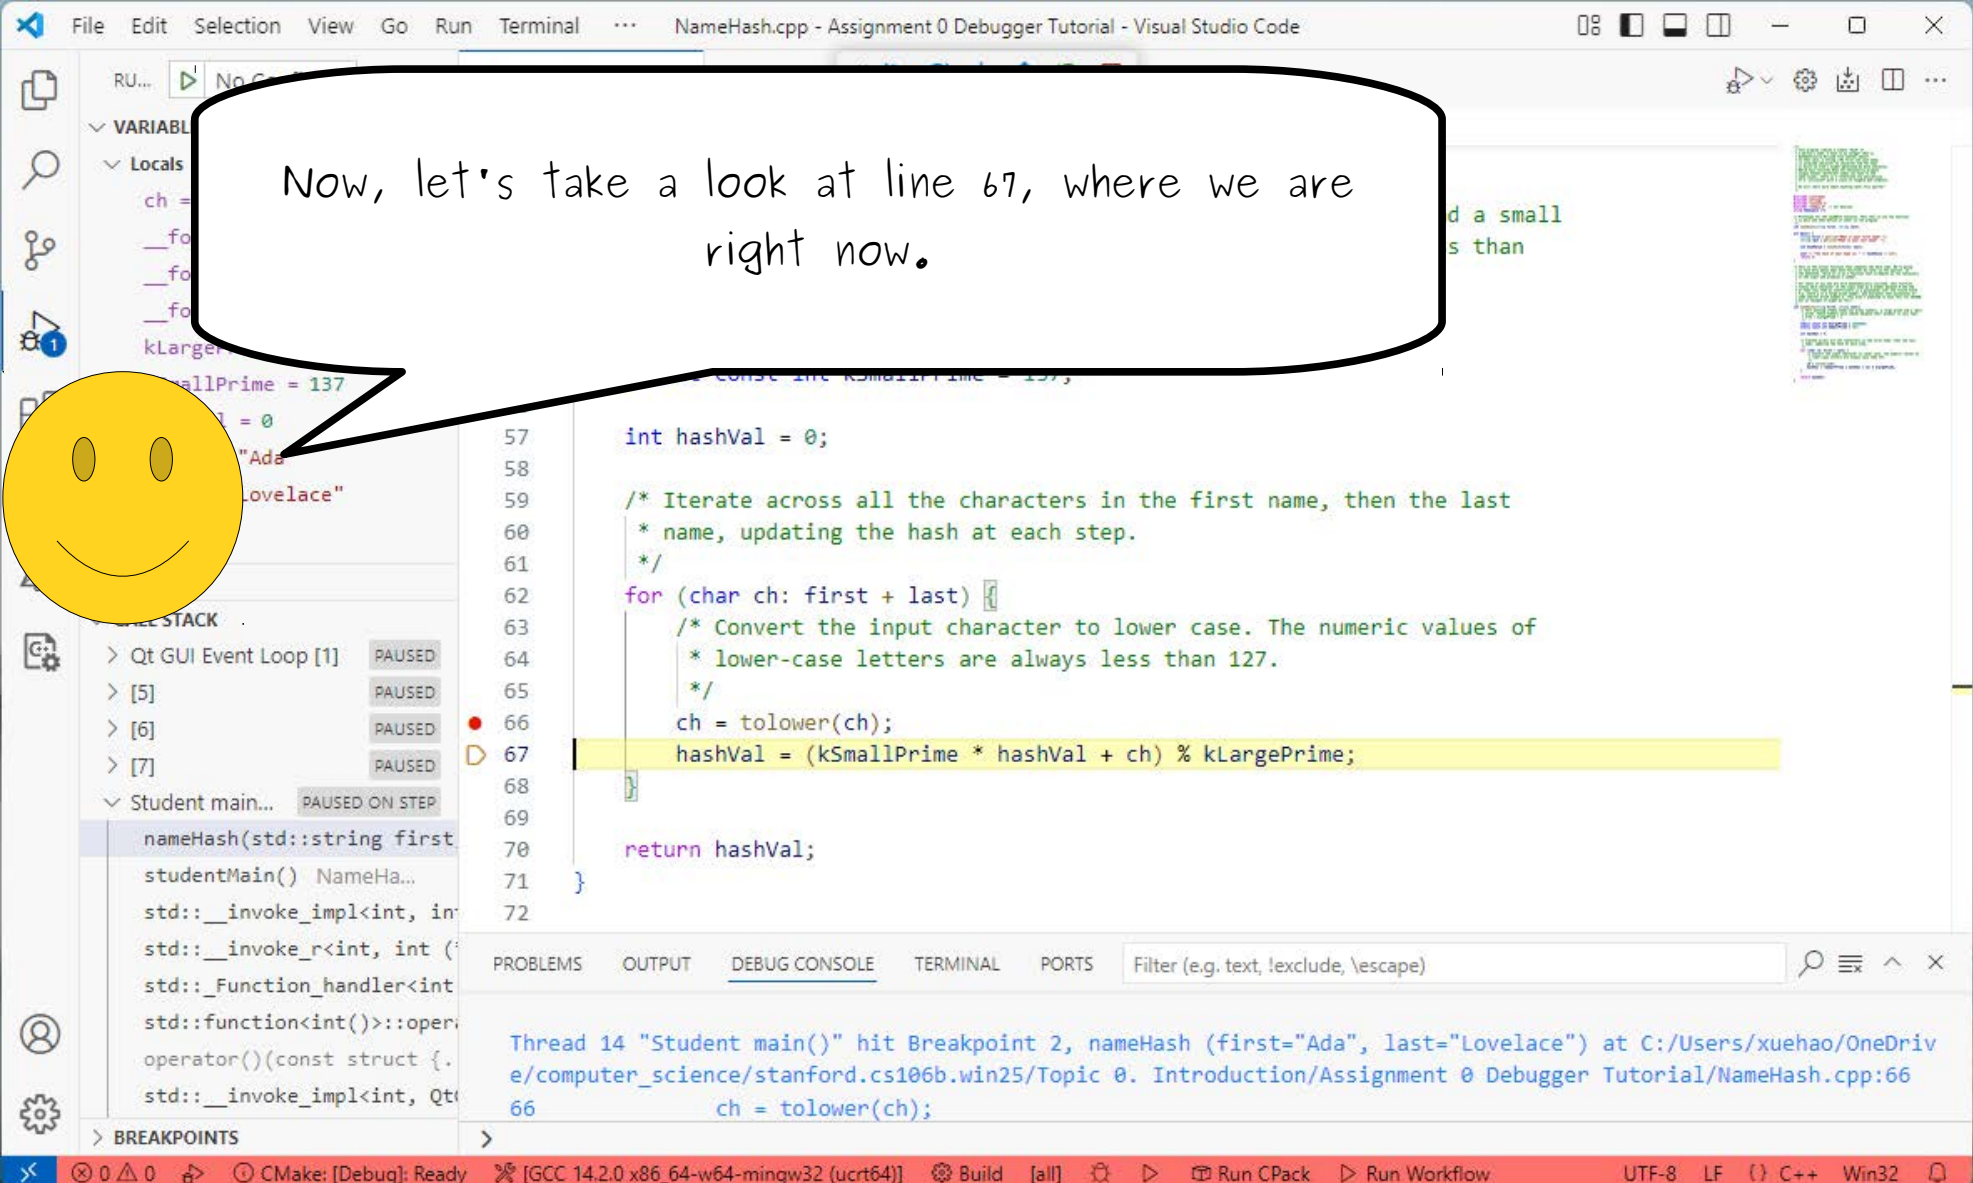 File Edit Selection View Go Run Terminal ··· NameHash.cpp - Assignment 0 Debugger Tutorial - Visual Studio Code
RU...
Now, let's take a look at line 67, where we are
right now.
Locals
ch =
kSmallPrime = 137
= 0
"Ada"
Lovelace"
d a small
s than
const int kSmallPrime = 137;
57 int hashVal = 0;
58
59 /* Iterate across all the characters in the first name, then the last
60 * name, updating the hash at each step.
61 */
62 for (char ch: first + last) {
63 /* Convert the input character to lower case. The numeric values of
64 * lower-case letters are always less than 127.
65 */
66 ch = tolower(ch);
67 hashVal = (kSmallPrime * hashVal + ch) % kLargePrime;
68 }
69
70 return hashVal;
71 }
72
STACK
Qt GUI Event Loop [1] PAUSED
[5] PAUSED
[6] PAUSED
[7] PAUSED
Student main... PAUSED ON STEP
nameHash(std::string first
studentMain() NameHa...
std::__invoke_impl<int, in
std::__invoke_r<int, int (
std::_Function_handler<int
std::function<int()>::oper
operator()(const struct {.
std::__invoke_impl<int, Qt
BREAKPOINTS
PROBLEMS OUTPUT DEBUG CONSOLE TERMINAL PORTS Filter (e.g. text, !exclude, \escape)
Thread 14 "Student main()" hit Breakpoint 2, nameHash (first="Ada", last="Lovelace") at C:/Users/xuehao/OneDriv
e/computer_science/stanford.cs106b.win25/Topic 0. Introduction/Assignment 0 Debugger Tutorial/NameHash.cpp:66
66 ch = tolower(ch);
>
0 0 CMake: [Debug]: Ready [GCC 14.2.0 x86_64-w64-mingw32 (ucrt64)] Build [all] Run CPack Run Workflow UTF-8 LF {} C++ Win32